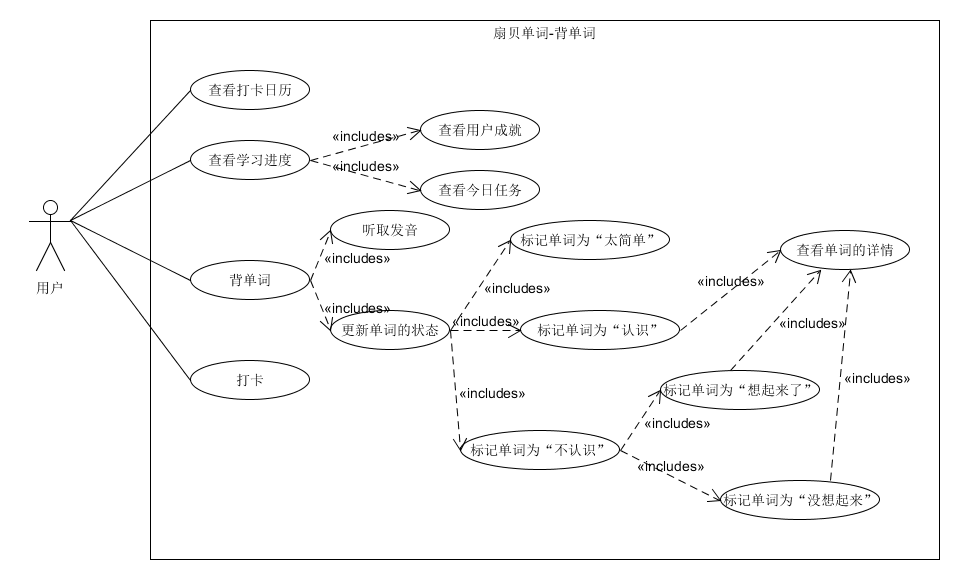 扇贝单词-背单词
查看打卡日历
查看用户成就
«includes»
查看学习进度
«includes»
查看今日任务
听取发音
标记单词为“太简单”
查看单词的详情
«includes»
背单词
«includes»
«includes»
用户
«includes»
更新单词的状态
«includes»
标记单词为“认识”
«includes»
打卡
«includes»
«includes»
标记单词为“想起来了”
«includes»
标记单词为“不认识”
«includes»
标记单词为“没想起来”